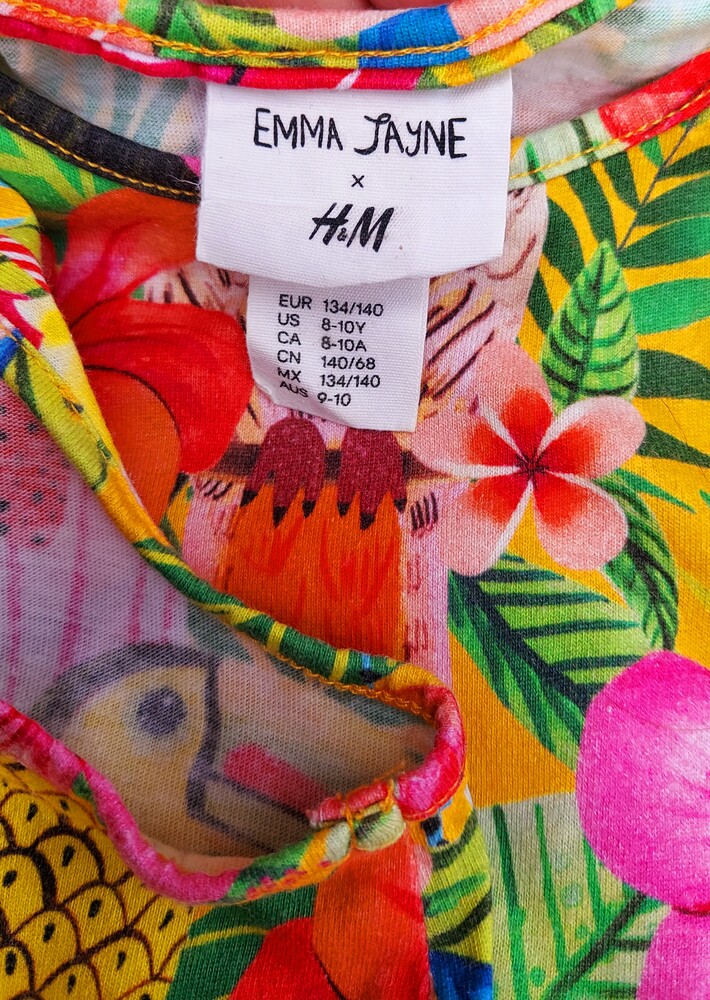 EMMA JAYNE
x
H&M
EUR 134/140
US 8-10Y
CA 8-10A
CN 140/68
MX 134/140
AUS 9-10